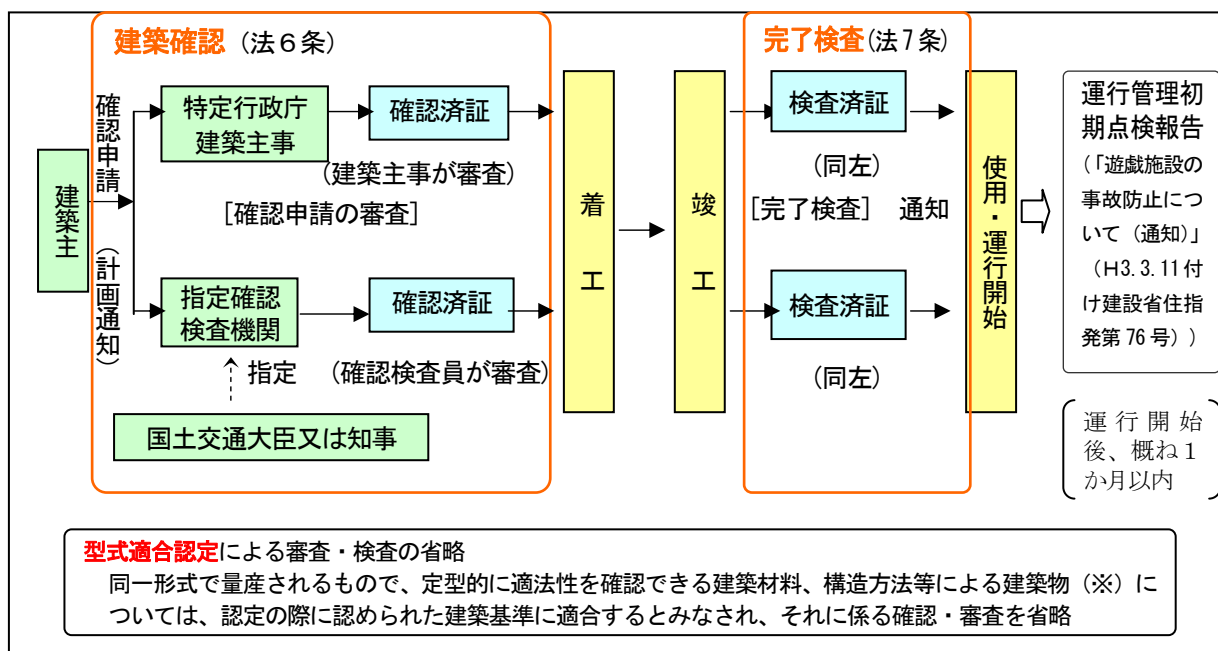 建築確認（法６条）
完了検査(法７条)
確認申請
（計画通知）
建築主
特定行政庁
建築主事
確認済証
（建築主事が審査）
［確認申請の審査］
指定確認
検査機関
確認済証
指定
（確認検査員が審査）
国土交通大臣又は知事
着工
竣工
検査済証
（同左）
［完了検査］　通知
検査済証
（同左）
使用・運行開始
運行管理初
期点検報告
（「遊戯施設の
事故防止につ
いて（通知）」
（H3.3.11付
け建設省住指
発第76号））
運行開始
後、概ね１
か月以内
型式適合認定による審査・検査の省略
同一形式で量産されるもので、定型的に適法性を確認できる建築材料、構造方法等による建築物（※）に
ついては、認定の際に認められた建築基準に適合するとみなされ、それに係る確認・審査を省略